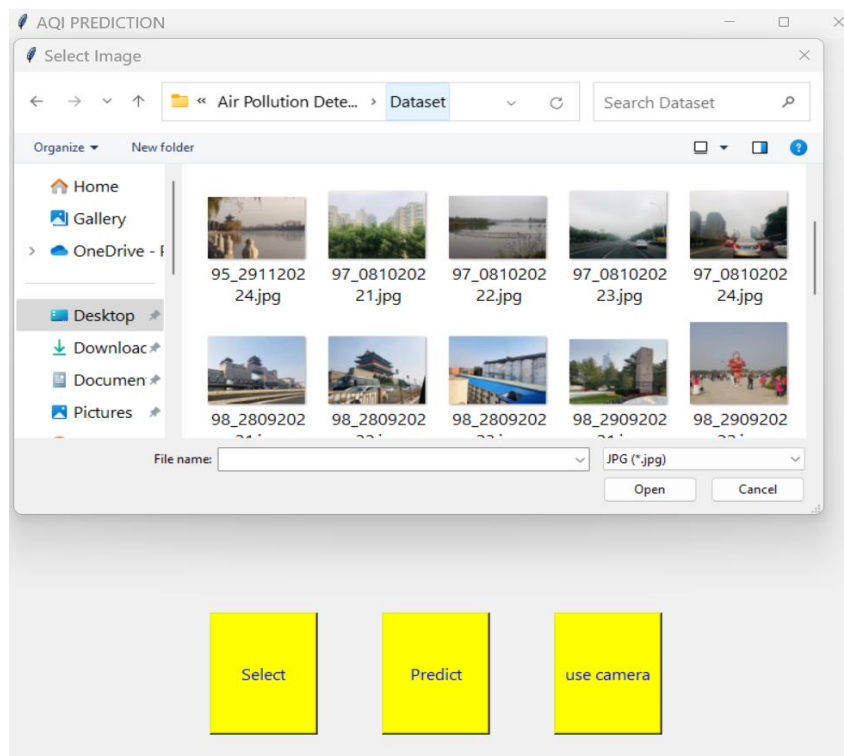 AQI PREDICTION
Select Image
« Air Pollution Dete... › Dataset
Search Dataset
Organize
New folder
Home
Gallery
OneDrive - F
Desktop
Downloac
Documen
Pictures
95_2911202
24.jpg
97_0810202
21.jpg
97_0810202
22.jpg
97_0810202
23.jpg
97_0810202
24.jpg
98_2809202
98_2809202
98_2809202
98_2909202
98_2909202
File name:
JPG (*.jpg)
Open
Cancel
Select
Predict
use camera